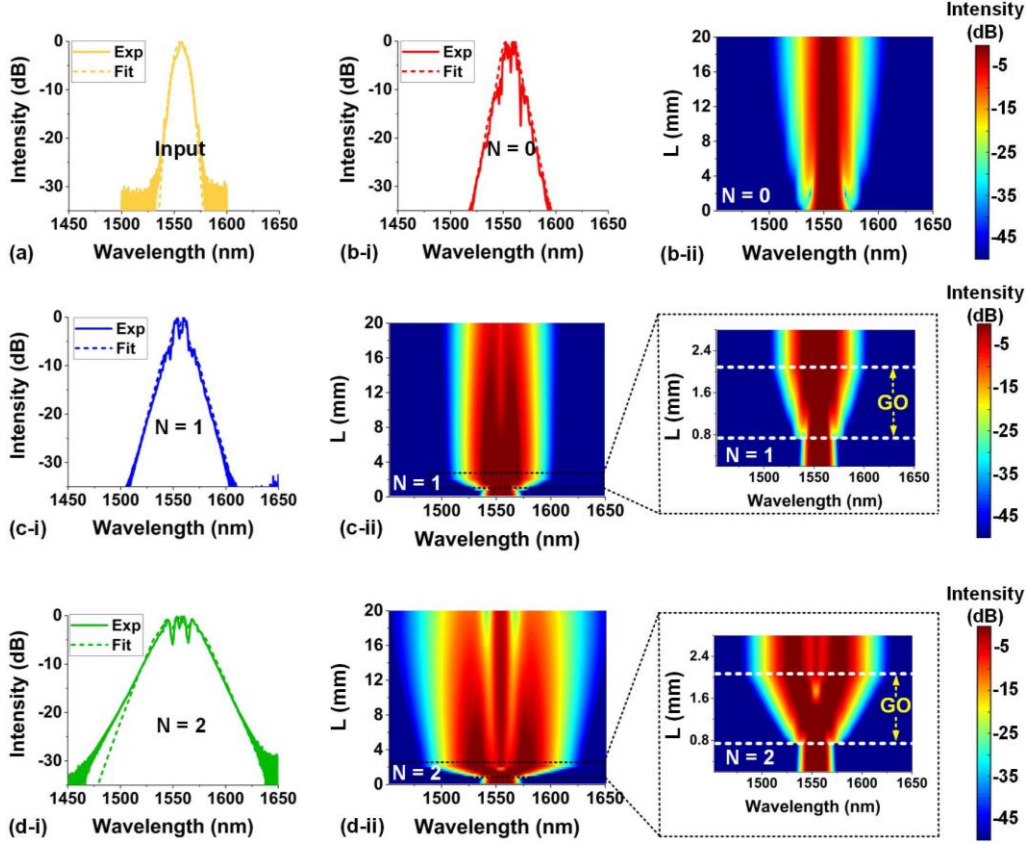 Intensity (dB)
0
-10
-20
-30
Exp
Fit
Input
1450 1500 1550 1600 1650
Wavelength (nm)
(a)
Intensity (dB)
0
-10
-20
-30
Exp
Fit
N = 0
1450 1500 1550 1600 1650
Wavelength (nm)
(b-i)
L (mm)
20
16
12
8
4
0
N = 0
1500 1550 1600 1650
Wavelength (nm)
(b-ii)
Intensity
(dB)
-5
-15
-25
-35
-45
Intensity (dB)
0
-10
-20
-30
Exp
Fit
N = 1
1450 1500 1550 1600 1650
Wavelength (nm)
(c-i)
L (mm)
20
16
12
8
4
0
N = 1
1500 1550 1600 1650
Wavelength (nm)
(c-ii)
L (mm)
2.4
1.6
0.8
GO
N = 1
1500 1550 1600 1650
Wavelength (nm)
Intensity
(dB)
-5
-15
-25
-35
-45
Intensity (dB)
0
-10
-20
-30
Exp
Fit
N = 2
1450 1500 1550 1600 1650
Wavelength (nm)
(d-i)
L (mm)
20
16
12
8
4
0
N = 2
1500 1550 1600 1650
Wavelength (nm)
(d-ii)
L (mm)
2.4
1.6
0.8
GO
N = 2
1500 1550 1600 1650
Wavelength (nm)
Intensity
(dB)
-5
-15
-25
-35
-45